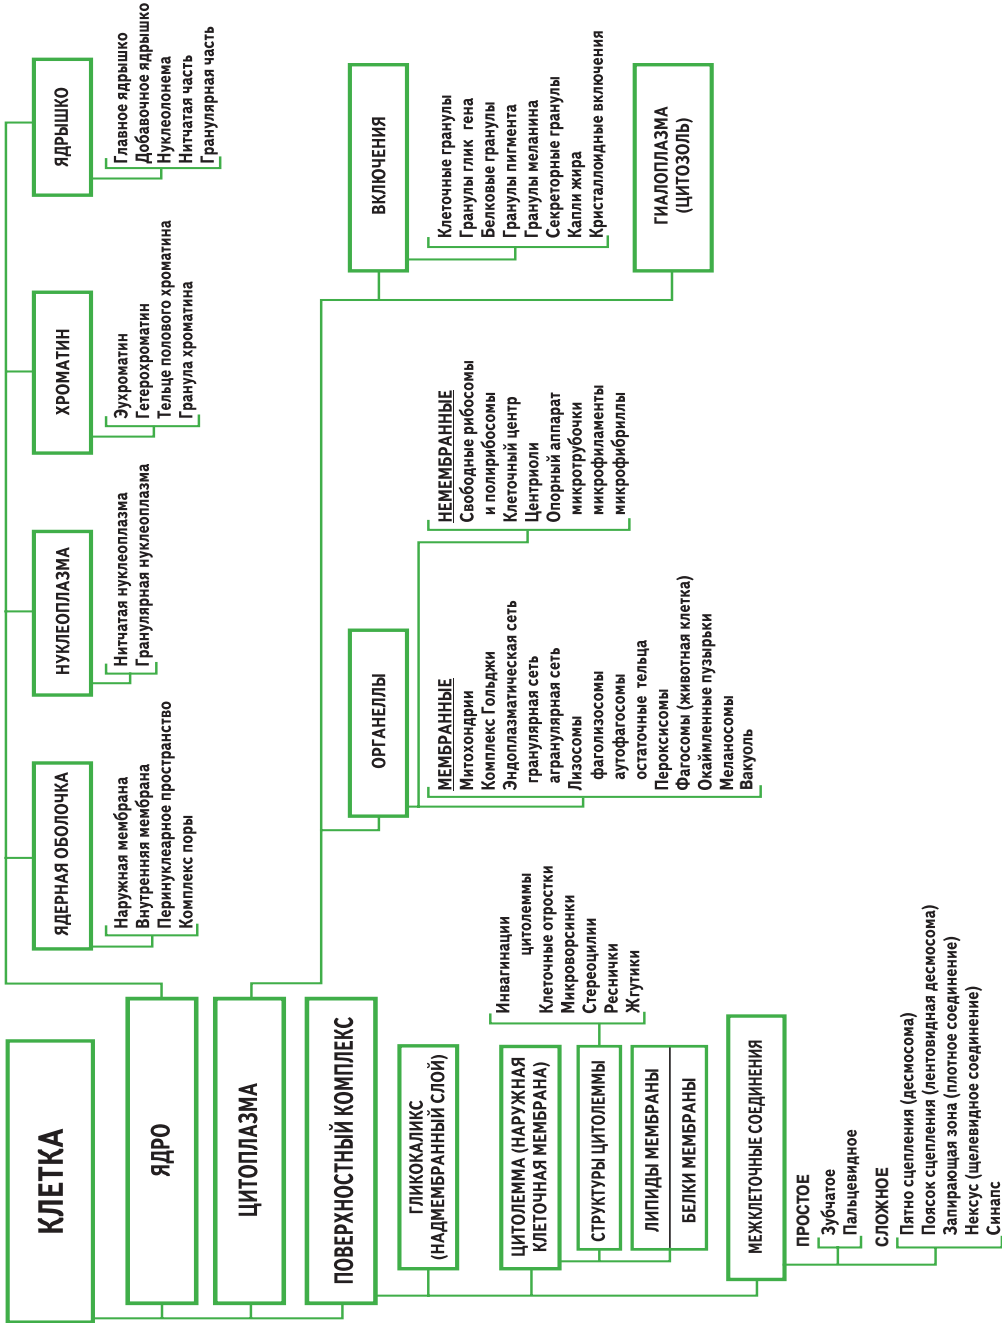 КЛЕТКА
ЯДРО
ЯДЕРНАЯ ОБОЛОЧКА
Наружная мембрана
Внутренняя мембрана
Перинуклеарное пространство
Комплекс поры
НУКЛЕОПЛАЗМА
Нитчатая нуклеоплазма
Гранулярная нуклеоплазма
ХРОМАТИН
Эухроматин
Гетерохроматин
Тельце полового хроматина
Гранула хроматина
ЯДРЫШКО
Главное ядрышко
Добавочное ядрышко
Нуклеолонема
Нитчатая часть
Гранулярная часть
ЦИТОПЛАЗМА
ОРГАНЕЛЛЫ
МЕМБРАННЫЕ
Митохондрии
Комплекс Гольджи
Эндоплазматическая сеть
гранулярная сеть
агранулярная сеть
Лизосомы
фаголизосомы
аутофагосомы
остаточные тельца
Пероксисомы
Фагосомы (животная клетка)
Окаймленные пузырьки
Меланосомы
Вакуоль
НЕМЕМБРАННЫЕ
Свободные рибосомы
и полирибосомы
Клеточный центр
Центриоли
Опорный аппарат
микротрубочки
микрофиламенты
микрофибриллы
ВКЛЮЧЕНИЯ
Клеточные гранулы
Гранулы глик гена
Белковые гранулы
Гранулы пигмента
Гранулы меланина
Секреторные гранулы
Капли жира
Кристаллоидные включения
ГИАЛОПЛАЗМА
(ЦИТОЗОЛЬ)
ПОВЕРХНОСТНЫЙ КОМПЛЕКС
ГЛИКОКАЛИКС
(НАДМЕМБРАННЫЙ СЛОЙ)
ЦИТОЛЕММА (НАРУЖНАЯ
КЛЕТОЧНАЯ МЕМБРАНА)
СТРУКТУРЫ ЦИТОЛЕММЫ
Инвагинации
цитолеммы
Клеточные отростки
Микроворсинки
Стереоцилии
Реснички
Жгутики
ЛИПИДЫ МЕМБРАНЫ
БЕЛКИ МЕМБРАНЫ
МЕЖКЛЕТОЧНЫЕ СОЕДИНЕНИЯ
ПРОСТОЕ
Зубчатое
Пальцевидное
СЛОЖНОЕ
Пятно сцепления (десмосома)
Поясок сцепления (лентовидная десмосома)
Запирающая зона (плотное соединение)
Нексус (щелевидное соединение)
Синапс